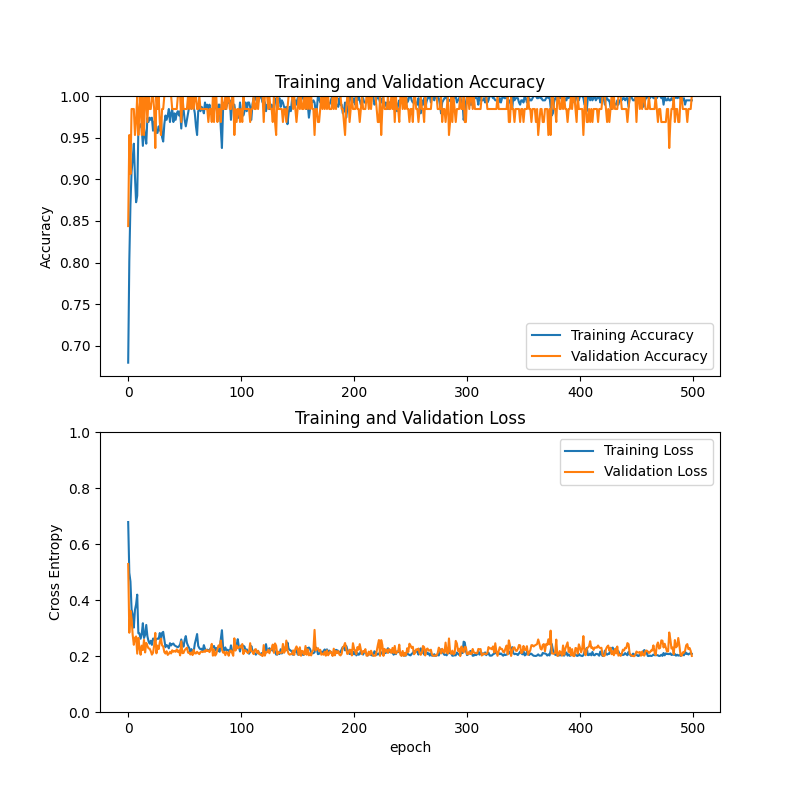 Training and Validation Accuracy
1.00
0.95
0.90
0.85
0.80
0.75
0.70
Accuracy
Training Accuracy
Validation Accuracy
0 100 200 300 400 500
Training and Validation Loss
1.0
0.8
0.6
0.4
0.2
0.0
Cross Entropy
Training Loss
Validation Loss
0 100 200 300 400 500
epoch